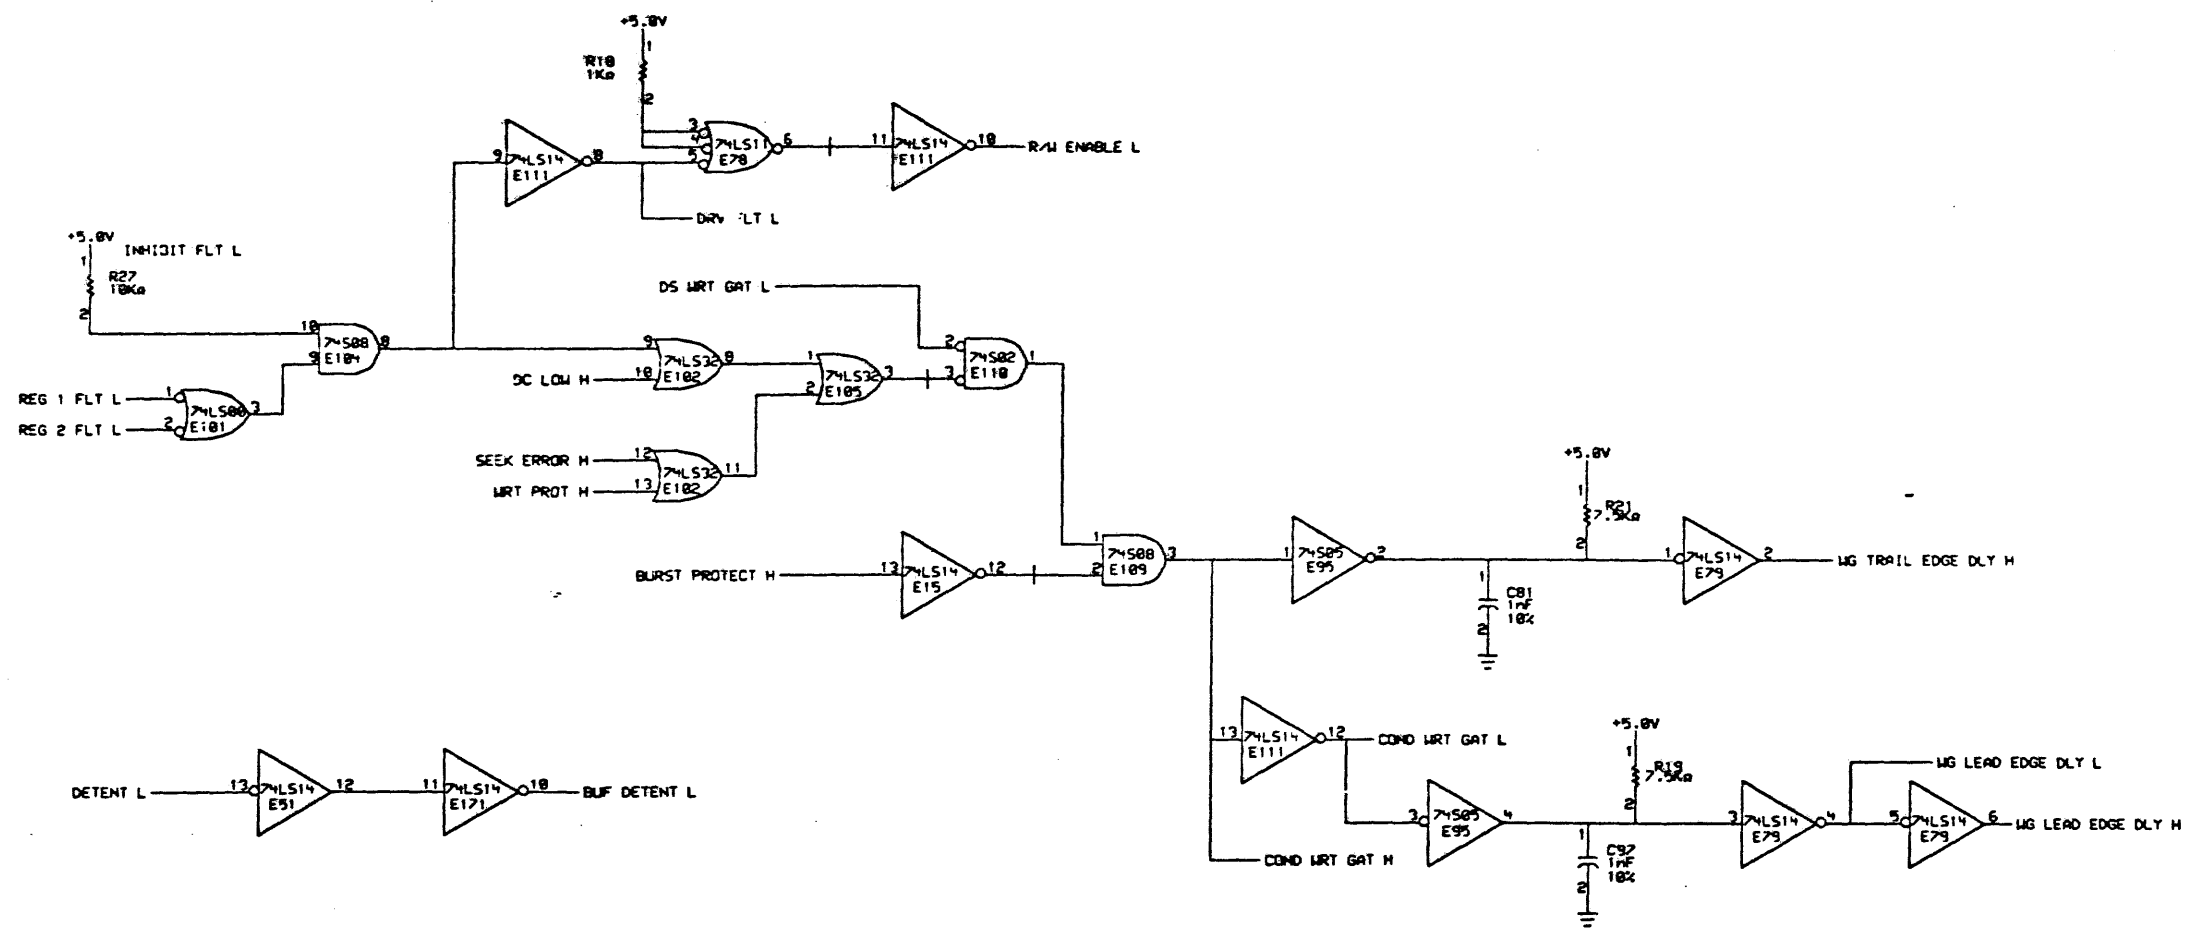 +5.0V
1
R18
1KΩ
2
3
4
5
74LS11
E78
6
11
74LS14
E111
10
R/W ENABLE L
9
74LS14
E111
8
DRV LT L
+5.0V
INHIBIT FLT L
1
R27
10KΩ
2
10
9
74S08
E104
8
REG 1 FLT L
1
REG 2 FLT L
2
74LS00
E101
3
DS WRT GAT L
9
DC LOW H
10
74LS32
E102
8
1
2
74LS32
E105
3
2
3
74S02
E110
1
SEEK ERROR H
12
WRT PROT H
13
74LS32
E102
11
BURST PROTECT H
13
74LS14
E15
12
1
2
74S08
E109
3
1
74S05
E95
2
+5.0V
1
R21
7.5KΩ
2
1
C81
1nF
10%
2
1
74LS14
E79
2
WG TRAIL EDGE DLY H
13
74LS14
E111
12
COND WRT GAT L
COND WRT GAT H
3
74S05
E95
4
+5.0V
1
R19
7.5KΩ
2
1
C97
1nF
10%
2
3
74LS14
E79
4
WG LEAD EDGE DLY L
5
74LS14
E79
6
WG LEAD EDGE DLY H
DETENT L
13
74LS14
E51
12
11
74LS14
E171
10
BUF DETENT L